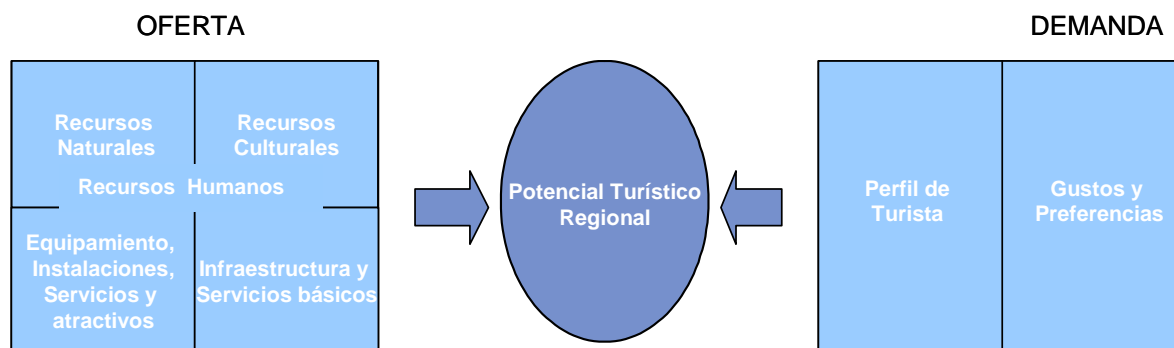 OFERTA
DEMANDA
Recursos
Naturales
Recursos
Culturales
Recursos Humanos
Equipamiento,
Instalaciones,
Servicios y
atractivos
Infraestructura y
Servicios básicos
Potencial Turístico
Regional
Perfil de
Turista
Gustos y
Preferencias